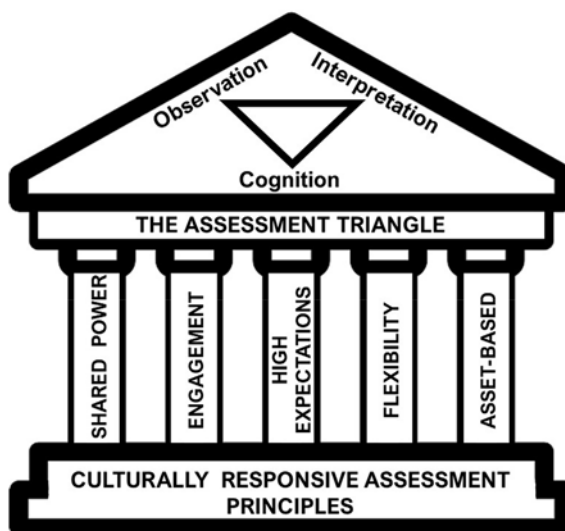 Observation
Interpretation
Cognition
THE ASSESSMENT TRIANGLE
SHARED POWER
ENGAGEMENT
HIGH
EXPECTATIONS
FLEXIBILITY
ASSET-BASED
CULTURALLY RESPONSIVE ASSESSMENT
PRINCIPLES